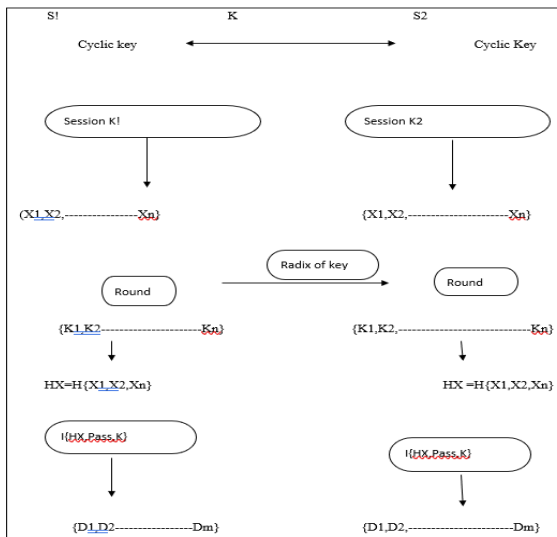 S! K S2
Cyclic key Cyclic Key
Session K! Session K2
(X1,X2,----------------Xn} {X1,X2,----------------------Xn}
Radix of key
Round Round
{K1,K2----------------------Kn} {K1,K2,-----------------------Kn}
HX=H{X1,X2,Xn} HX =H{X1,X2,Xn}
I{HX,Pass,K} I{HX,Pass,K}
{D1,D2-----------------Dm} {D1,D2,------------------Dm}